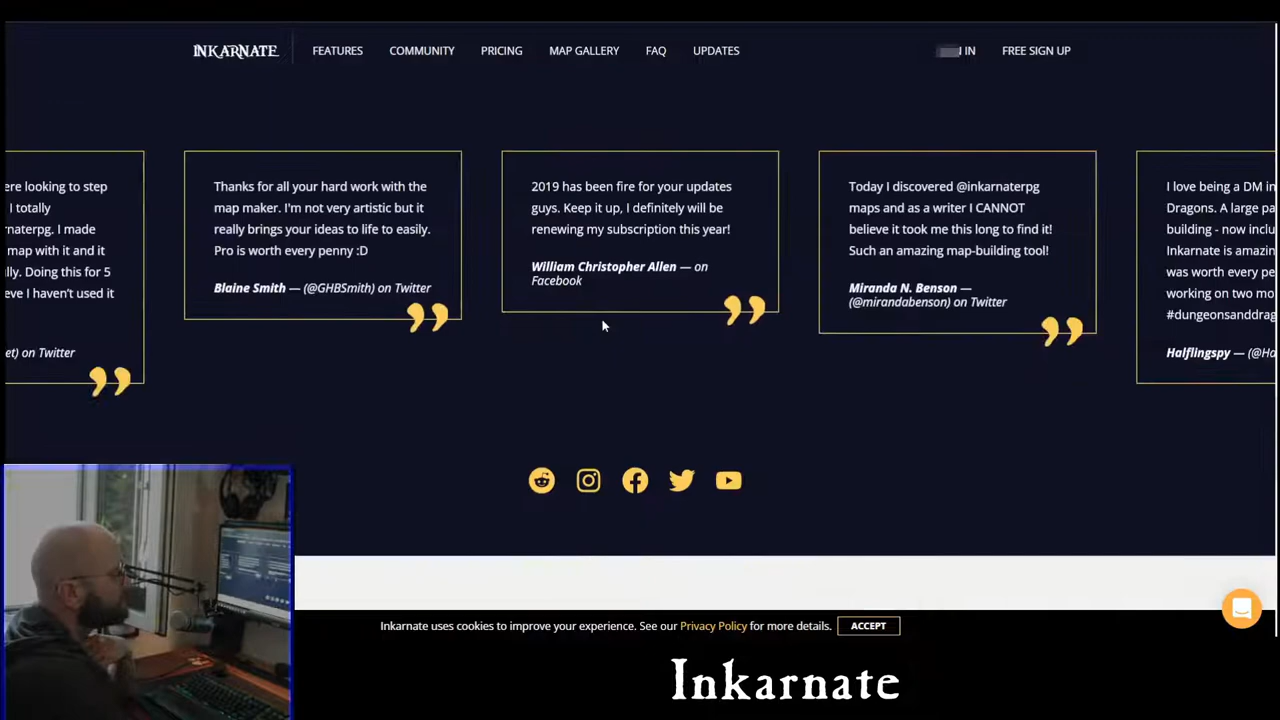 INKARNATE
FEATURES
COMMUNITY
PRICING
MAP GALLERY
FAQ
UPDATES
IN
FREE SIGN UP
ere looking to step
I totally
naterpg. I made
map with it and it
lly. Doing this for 5
eve I haven't used it
et) on Twitter
Thanks for all your hard work with the
map maker. I'm not very artistic but it
really brings your ideas to life to easily.
Pro is worth every penny :D
Blaine Smith — (@GHBSmith) on Twitter
2019 has been fire for your updates
guys. Keep it up, I definitely will be
renewing my subscription this year!
William Christopher Allen — on
Facebook
Today I discovered @inkarnaterpg
maps and as a writer I CANNOT
believe it took me this long to find it!
Such an amazing map-building tool!
Miranda N. Benson —
(@mirandabenson) on Twitter
I love being a DM in
Dragons. A large pa
building - now inclu
Inkarnate is amazin
was worth every pe
working on two mo
#dungeonsanddrag
Halflingspy — (@Ha
Inkarnate uses cookies to improve your experience. See our Privacy Policy for more details.
ACCEPT
Inkarnate